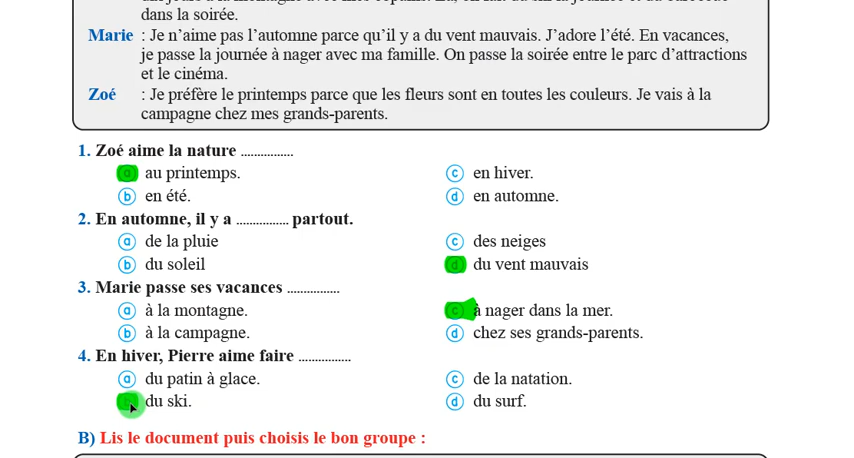 dans la soirée.
Marie : Je n'aime pas l'automne parce qu'il y a du vent mauvais. J'adore l'été. En vacances,
je passe la journée à nager avec ma famille. On passe la soirée entre le parc d'attractions
et le cinéma.
Zoé : Je préfère le printemps parce que les fleurs sont en toutes les couleurs. Je vais à la
campagne chez mes grands-parents.
1. Zoé aime la nature ................
a au printemps. c en hiver.
b en été. d en automne.
2. En automne, il y a ................ partout.
a de la pluie c des neiges
b du soleil d du vent mauvais
3. Marie passe ses vacances ................
a à la montagne. c à nager dans la mer.
b à la campagne. d chez ses grands-parents.
4. En hiver, Pierre aime faire ................
a du patin à glace. c de la natation.
du ski. d du surf.
B) Lis le document puis choisis le bon groupe :